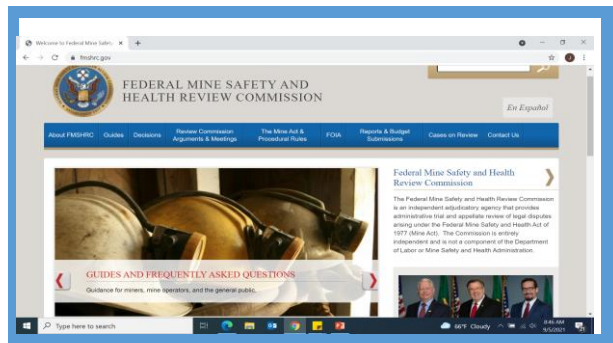 Welcome to Federal Mine Safety
fmshrc.gov
FEDERAL MINE SAFETY AND
HEALTH REVIEW COMMISSION
En Español
About FMSHRC Guides Decisions Review Commission Arguments & Meetings The Mine Act & Procedural Rules FOIA Reports & Budget Submissions Cases on Review Contact Us
Federal Mine Safety and Health
Review Commission
The Federal Mine Safety and Health Review Commission
is an independent adjudicatory agency that provides
administrative trial and appellate review of legal disputes
arising under the Federal Mine Safety and Health Act of
1977 (Mine Act). The Commission is entirely
independent and is not a component of the Department
of Labor or Mine Safety and Health Administration.
GUIDES AND FREQUENTLY ASKED QUESTIONS
Guidance for miners, mine operators, and the general public.
Type here to search
66°F Cloudy
8:46 AM
9/5/2021